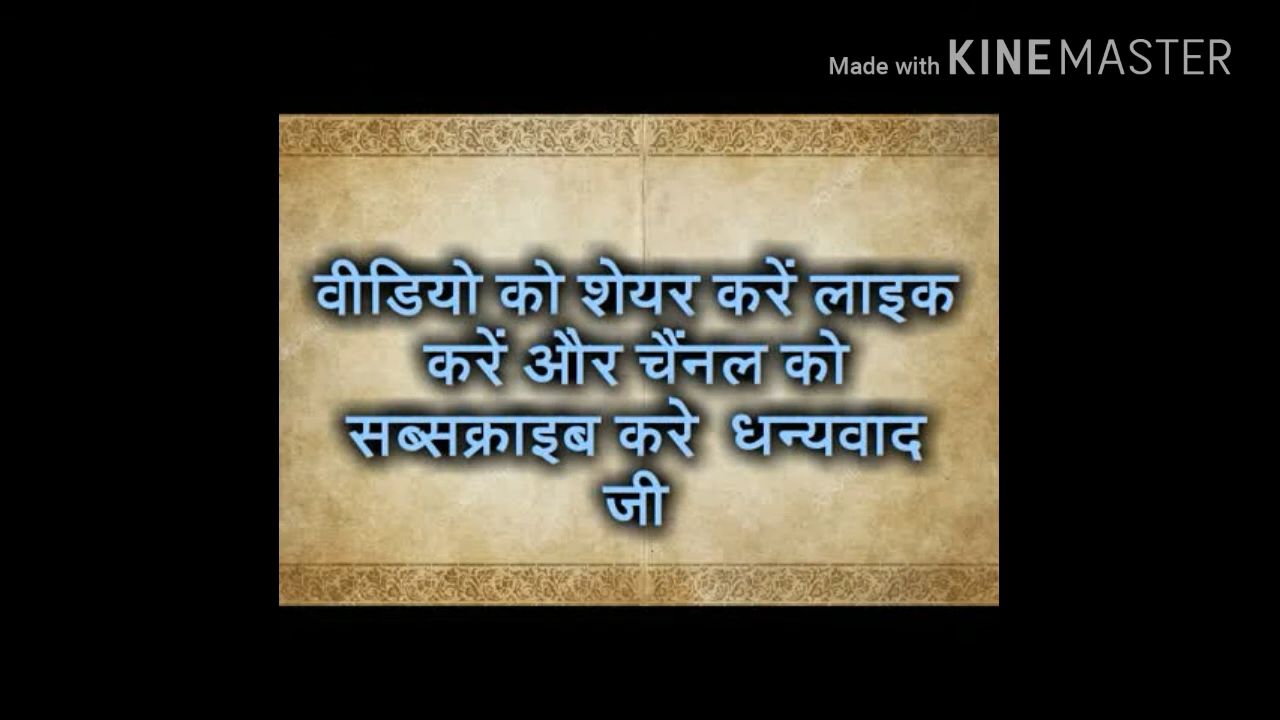 Made with KINEMASTER
वीडियो को शेयर करें लाइक
करें और चैंनल को
सब्सक्राइब करे धन्यवाद
जी